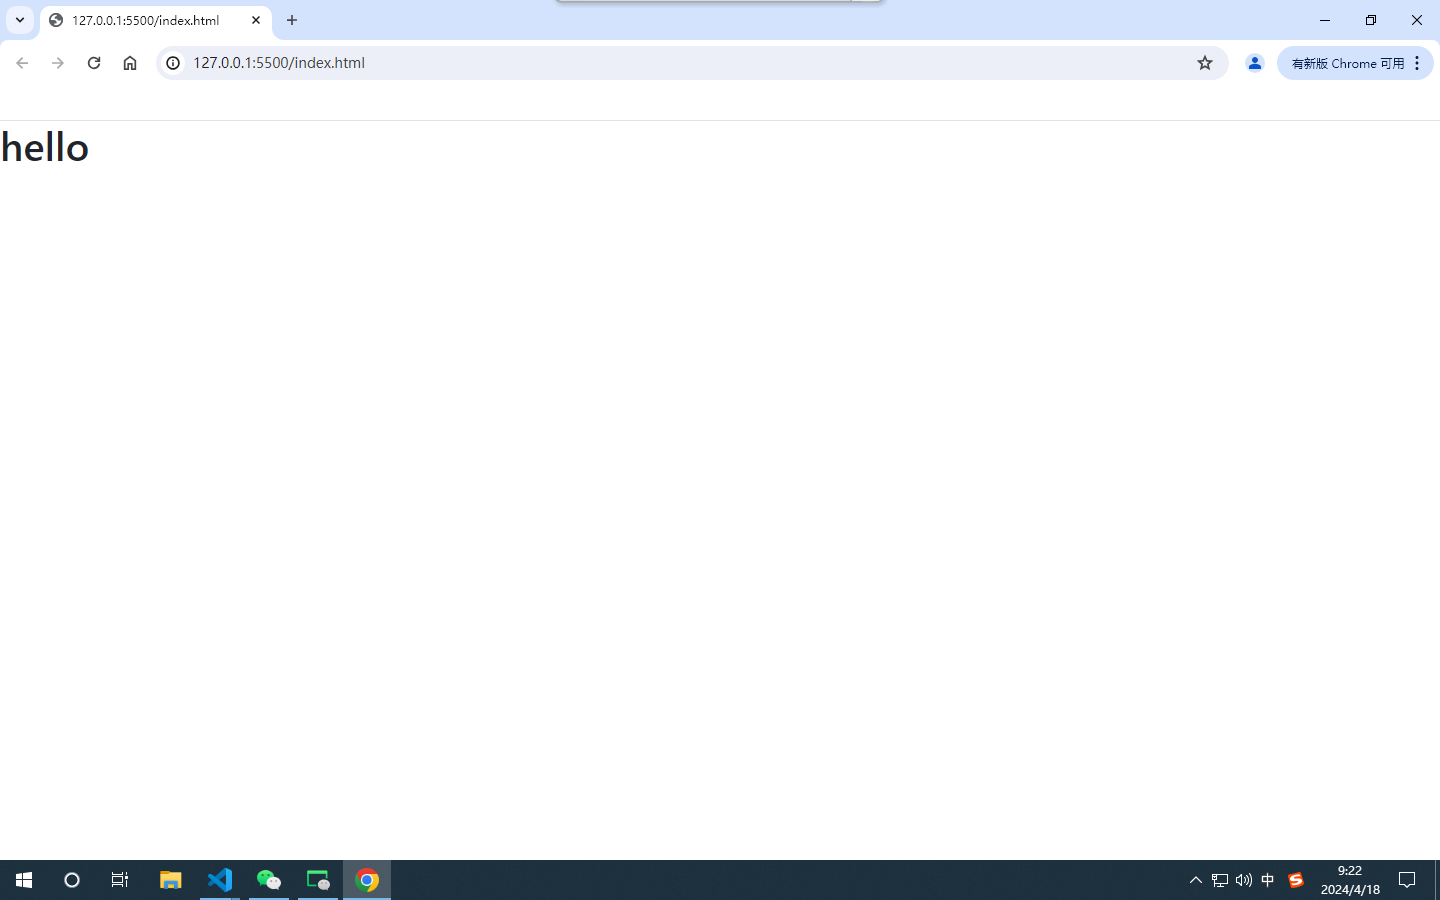 127.0.0.1:5500/index.html
127.0.0.1:5500/index.html
有新版 Chrome 可用
hello
中
9:22
2024/4/18